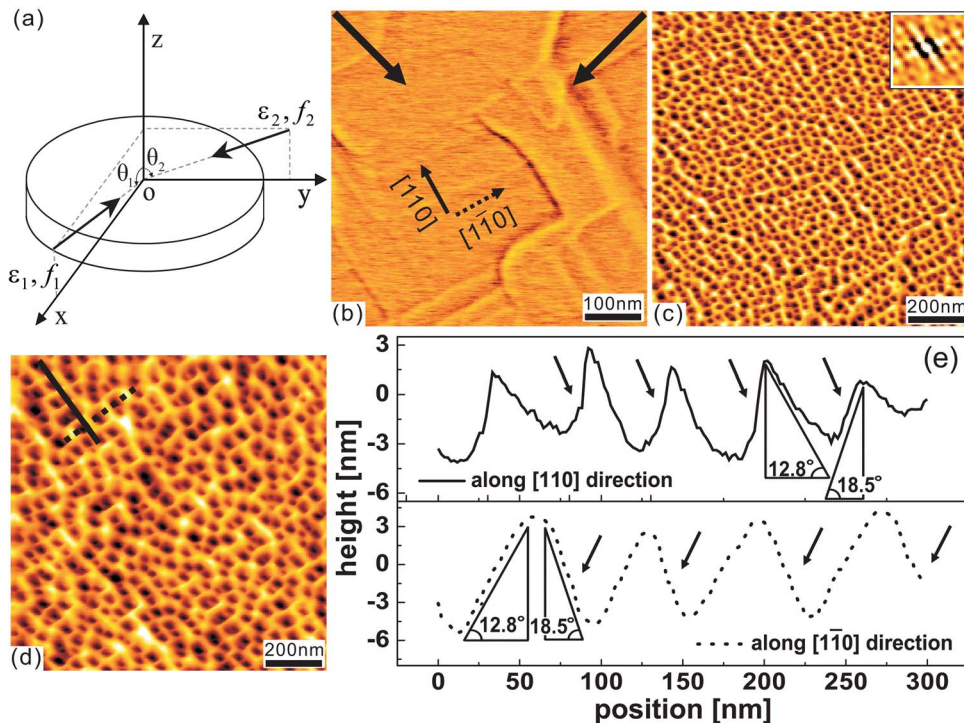 (a)
z
ε₂, f₂
θ₁
θ₂
o
y
ε₁, f₁
x
[110]
[11̄0]
(b)
100nm
(c)
200nm
(d)
200nm
(e)
height [nm]
3
0
-3
-6
12.8°
18.5°
along [110] direction
3
0
-3
-6
12.8°
18.5°
along [11̄0] direction
0 50 100 150 200 250 300
position [nm]